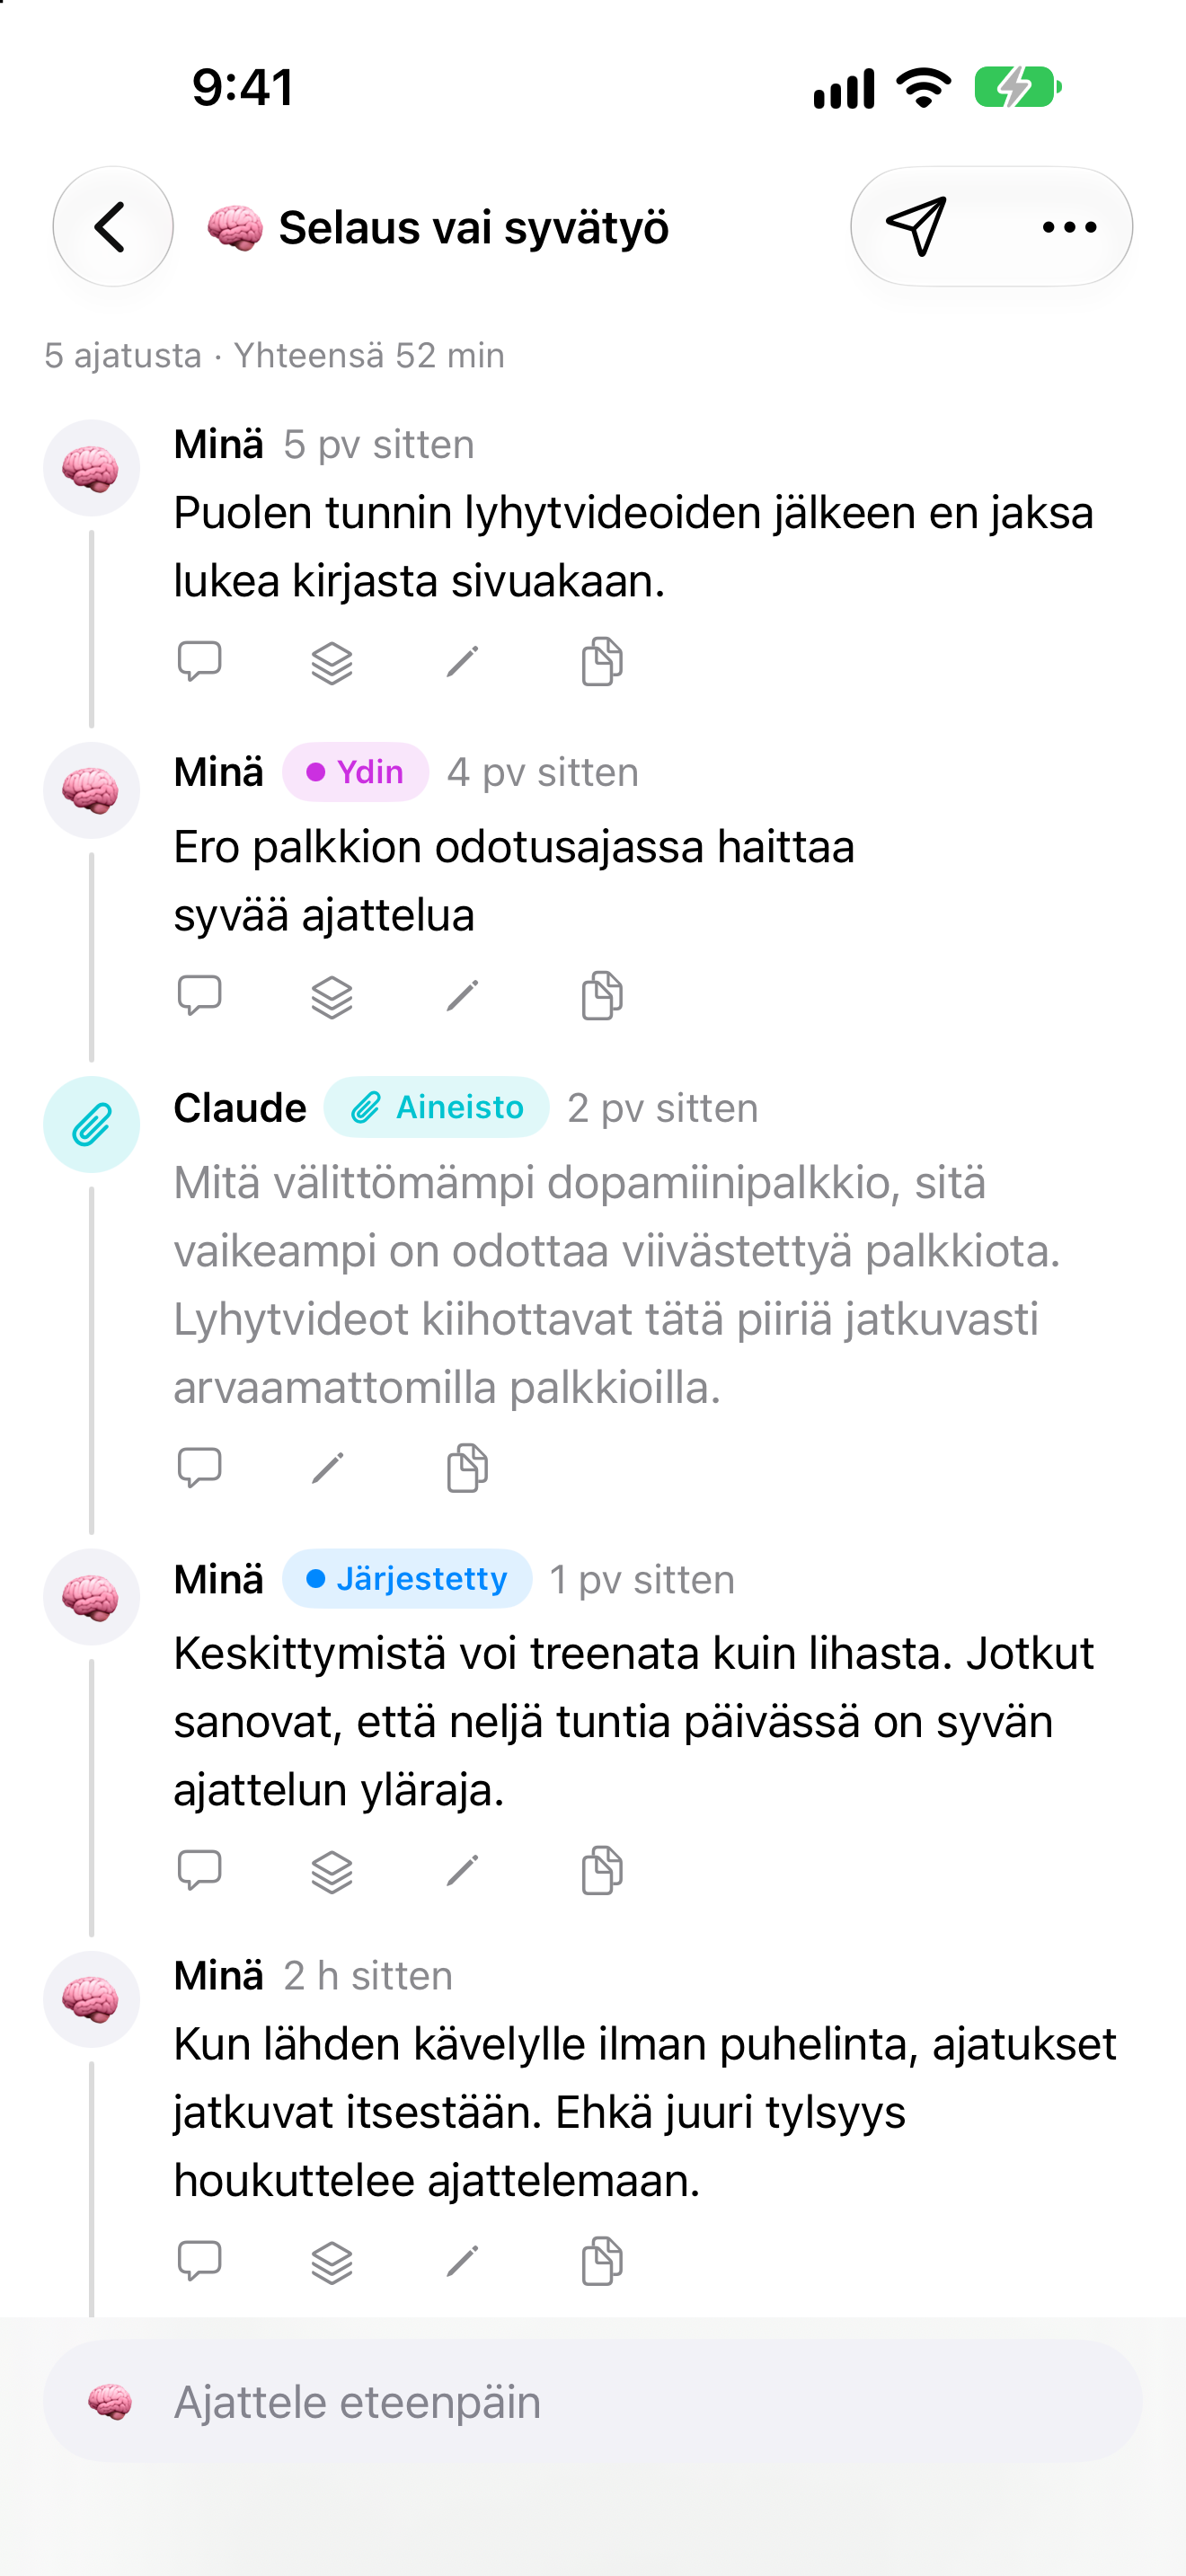 9:41
Selaus vai syvätyö
5 ajatusta · Yhteensä 52 min
Minä 5 pv sitten
Puolen tunnin lyhytvideoiden jälkeen en jaksa
lukea kirjasta sivuakaan.
Minä Ydin 4 pv sitten
Ero palkkion odotusajassa haittaa
syvää ajattelua
Claude Aineisto 2 pv sitten
Mitä välittömämpi dopamiinipalkkio, sitä
vaikeampi on odottaa viivästettyä palkkiota.
Lyhytvideot kiihottavat tätä piiriä jatkuvasti
arvaamattomilla palkkioilla.
Minä Järjestetty 1 pv sitten
Keskittymistä voi treenata kuin lihasta. Jotkut
sanovat, että neljä tuntia päivässä on syvän
ajattelun yläraja.
Minä 2 h sitten
Kun lähden kävelylle ilman puhelinta, ajatukset
jatkuvat itsestään. Ehkä juuri tylsyys
houkuttelee ajattelemaan.
Ajattele eteenpäin